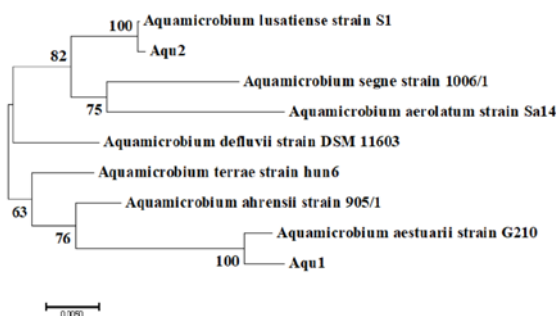 Aquamicrobium lusatiense strain S1
100
Aqu2
82
Aquamicrobium segne strain 1006/1
75
Aquamicrobium aerolatum strain Sa14
Aquamicrobium defluvii strain DSM 11603
Aquamicrobium terrae strain hun6
63
Aquamicrobium ahrensii strain 905/1
76
Aquamicrobium aestuarii strain G210
100
Aqu1
0.0050